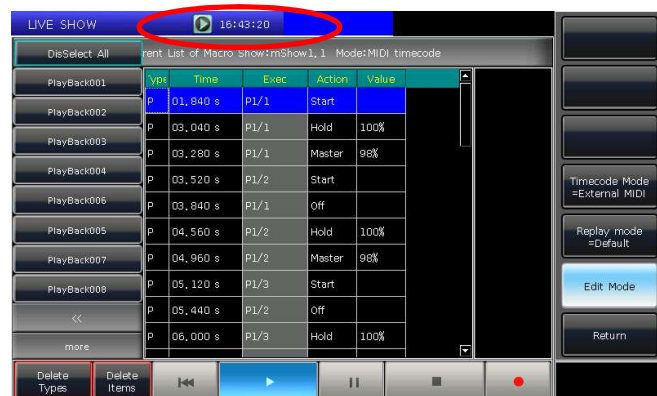 LIVE SHOW
16:43:20
DisSelect All
rent List of Macro Show:mShow1,1 Mode:MIDI timecode
PlayBack001
PlayBack002
PlayBack003
PlayBack004
PlayBack006
PlayBack005
PlayBack007
PlayBack008
<<
more
Type Time Exec Action Value
P 01.840 s P1/1 Start
P 03.040 s P1/1 Hold 100%
P 03.280 s P1/1 Master 98%
P 03.520 s P1/2 Start
P 03.840 s P1/1 Off
P 04.560 s P1/2 Hold 100%
P 04.960 s P1/2 Master 98%
P 05.120 s P1/3 Start
P 05.440 s P1/2 Off
P 06.000 s P1/3 Hold 100%
Timecode Mode
=External MIDI
Replay mode
=Default
Edit Mode
Return
Delete
Types
Delete
Items